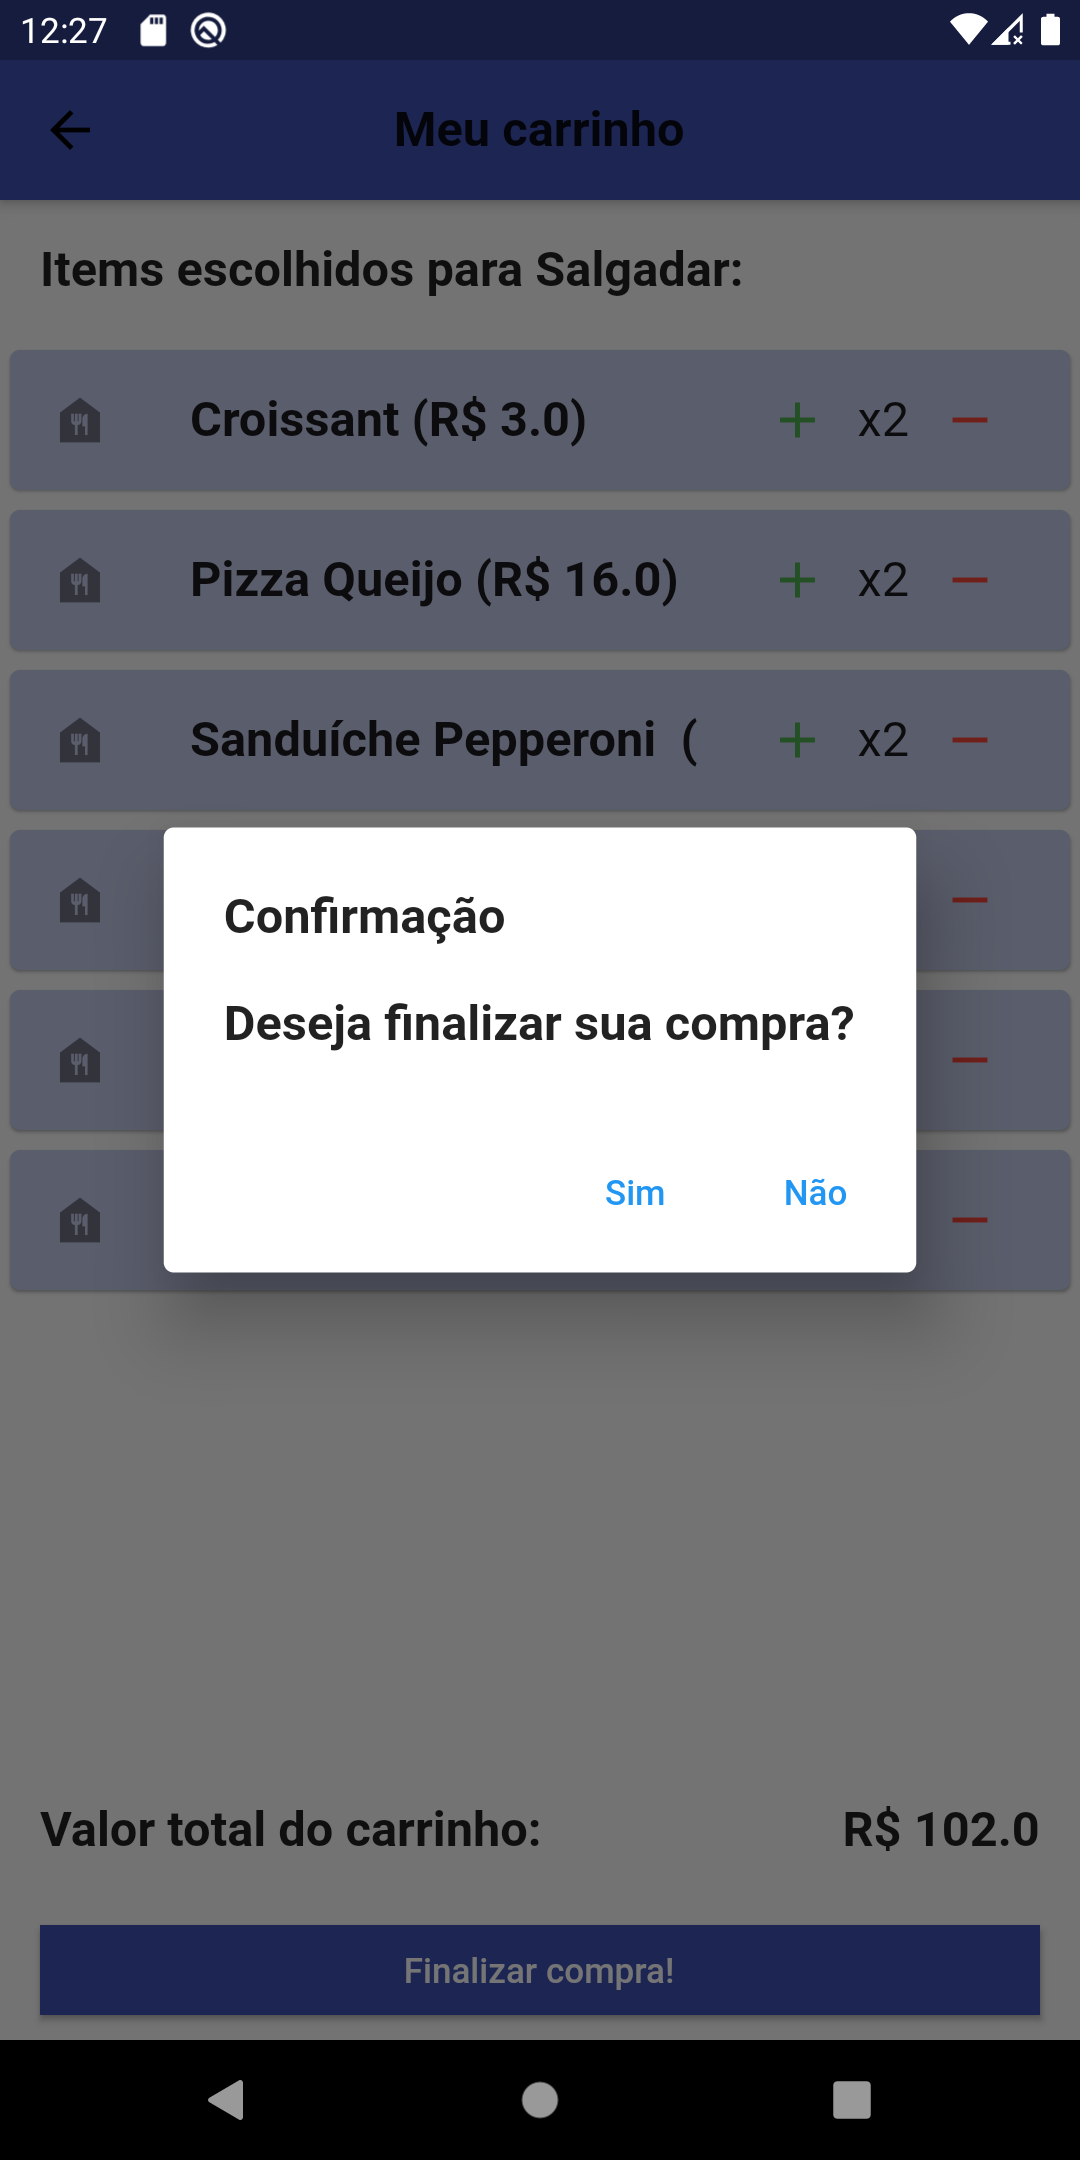 12:27
Meu carrinho
Items escolhidos para Salgadar:
Croissant (R$ 3.0)
x2
Pizza Queijo (R$ 16.0)
x2
Sanduíche Pepperoni  (
x2
Confirmação
Deseja finalizar sua compra?
Sim
Não
Valor total do carrinho:
R$ 102.0
Finalizar compra!